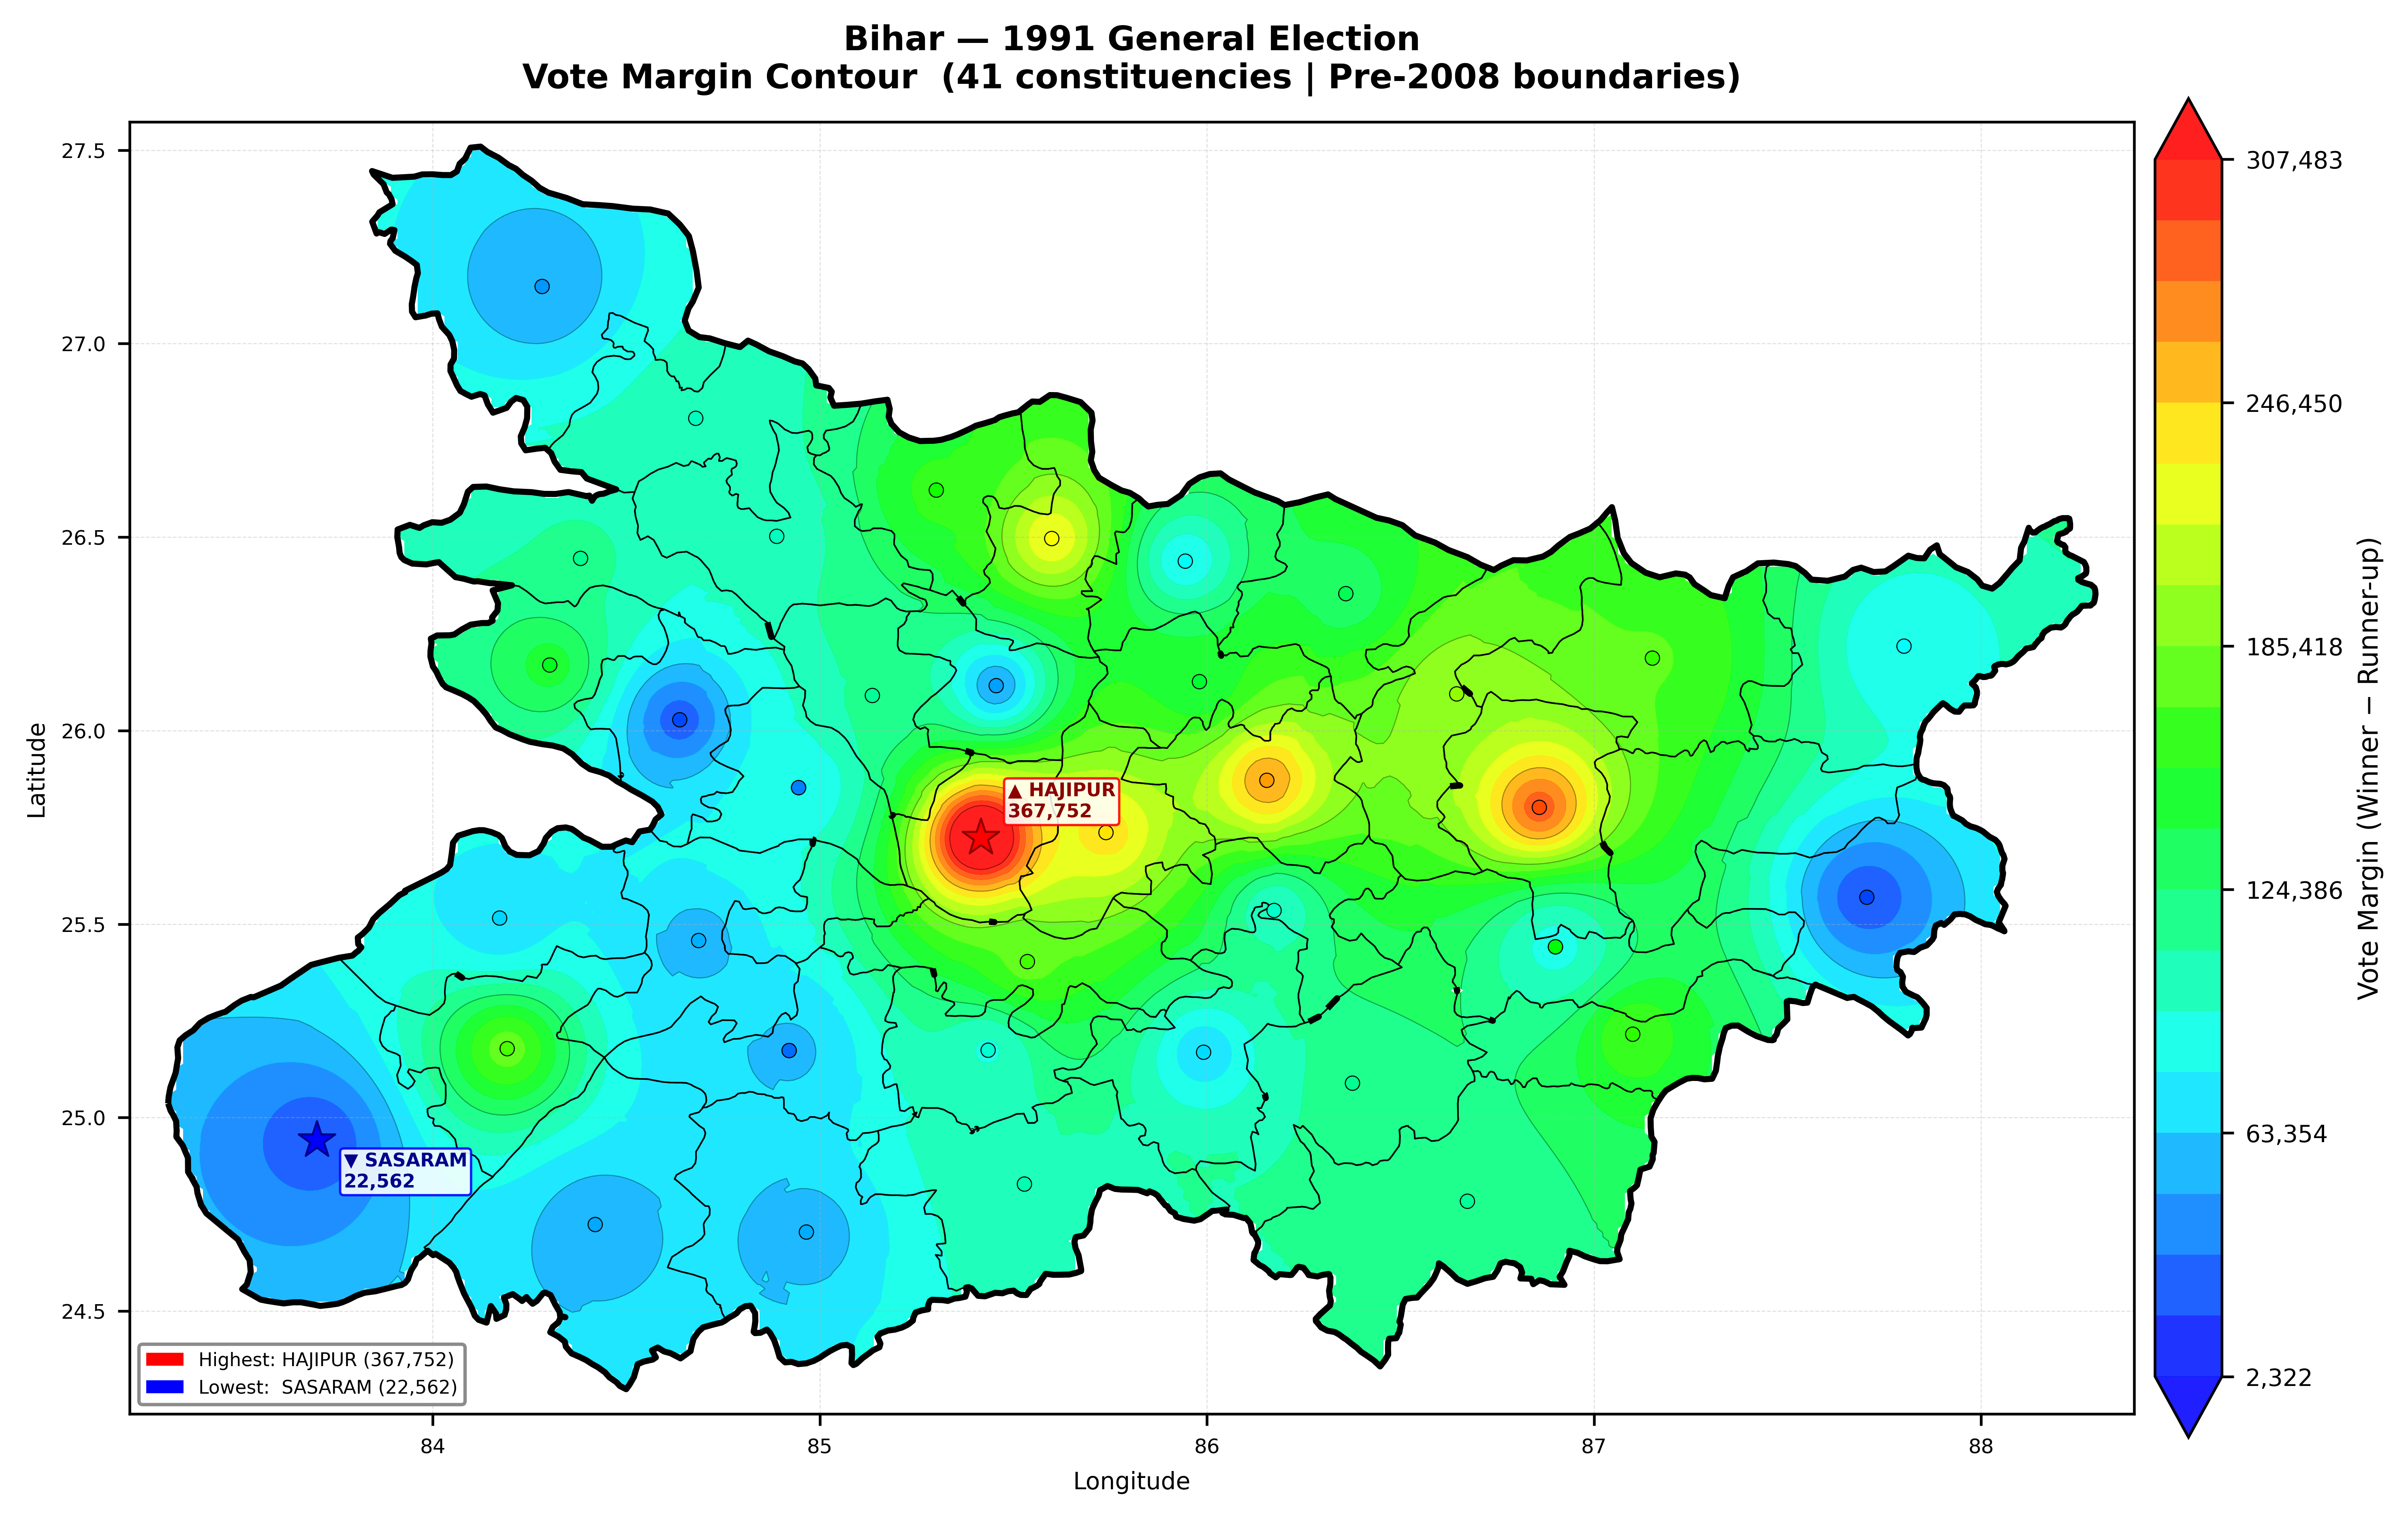 Bihar — 1991 General Election
Vote Margin Contour (41 constituencies | Pre-2008 boundaries)
27.5
27.0
26.5
26.0
25.5
25.0
24.5
Latitude
84
85
86
87
88
Longitude
▲ HAJIPUR
367,752
▼ SASARAM
22,562
Highest: HAJIPUR (367,752)
Lowest: SASARAM (22,562)
307,483
246,450
185,418
124,386
63,354
2,322
Vote Margin (Winner — Runner-up)